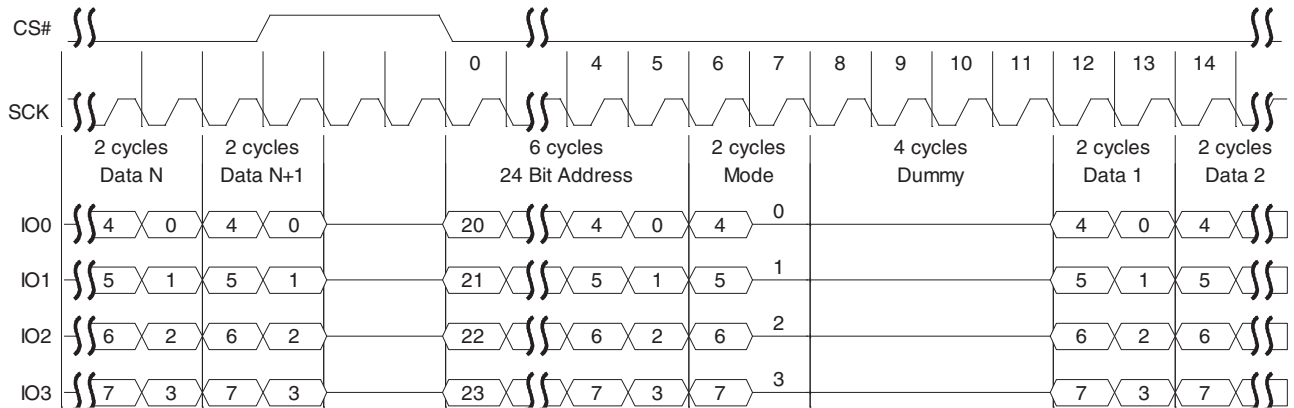 CS#
0 4 5 6 7 8 9 10 11 12 13 14
SCK
2 cycles 2 cycles 6 cycles 2 cycles 4 cycles 2 cycles 2 cycles
Data N Data N+1 24 Bit Address Mode Dummy Data 1 Data 2
IO0 4 0 4 0 20 4 0 4 0 4 0 4
IO1 5 1 5 1 21 5 1 5 1 5 1 5
IO2 6 2 6 2 22 6 2 6 2 6 2 6
IO3 7 3 7 3 23 7 3 7 3 7 3 7